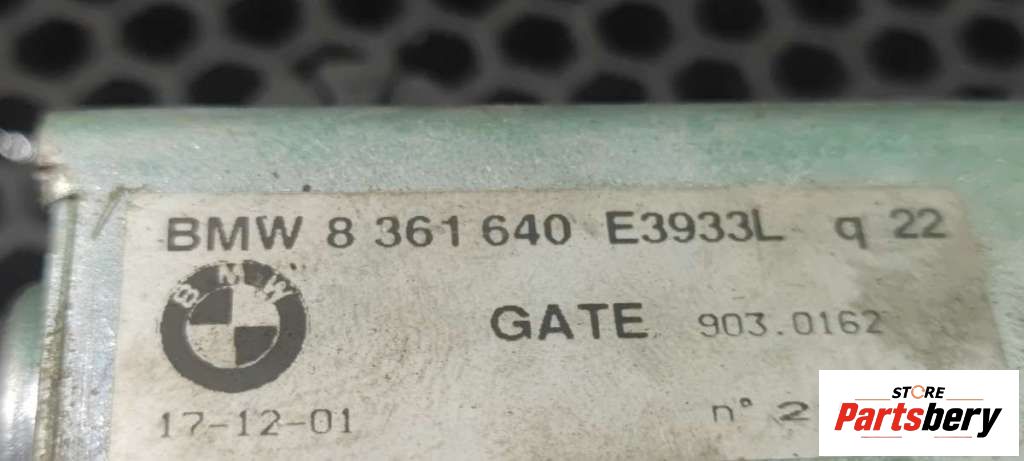 BMW 8 361 640 E3933L q 22
BMW
GATE 903.0162
17-12-01
n° 2
STORE
Partsbery